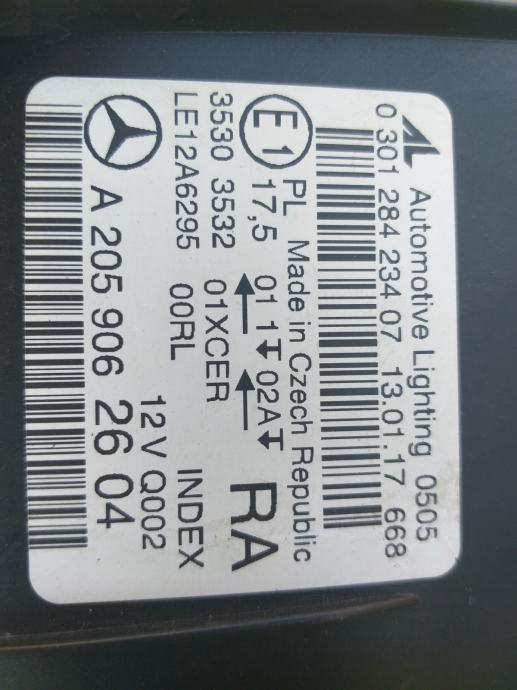 AL Automotive Lighting 0505
0 301 284 234 07 13.01.17 668
PL Made in Czech Republic
E1 17,5 01 1 02A RA
3530 3532 01XCER
LE12A6295 00RL INDEX
12 V Q002
A 205 906 26 04